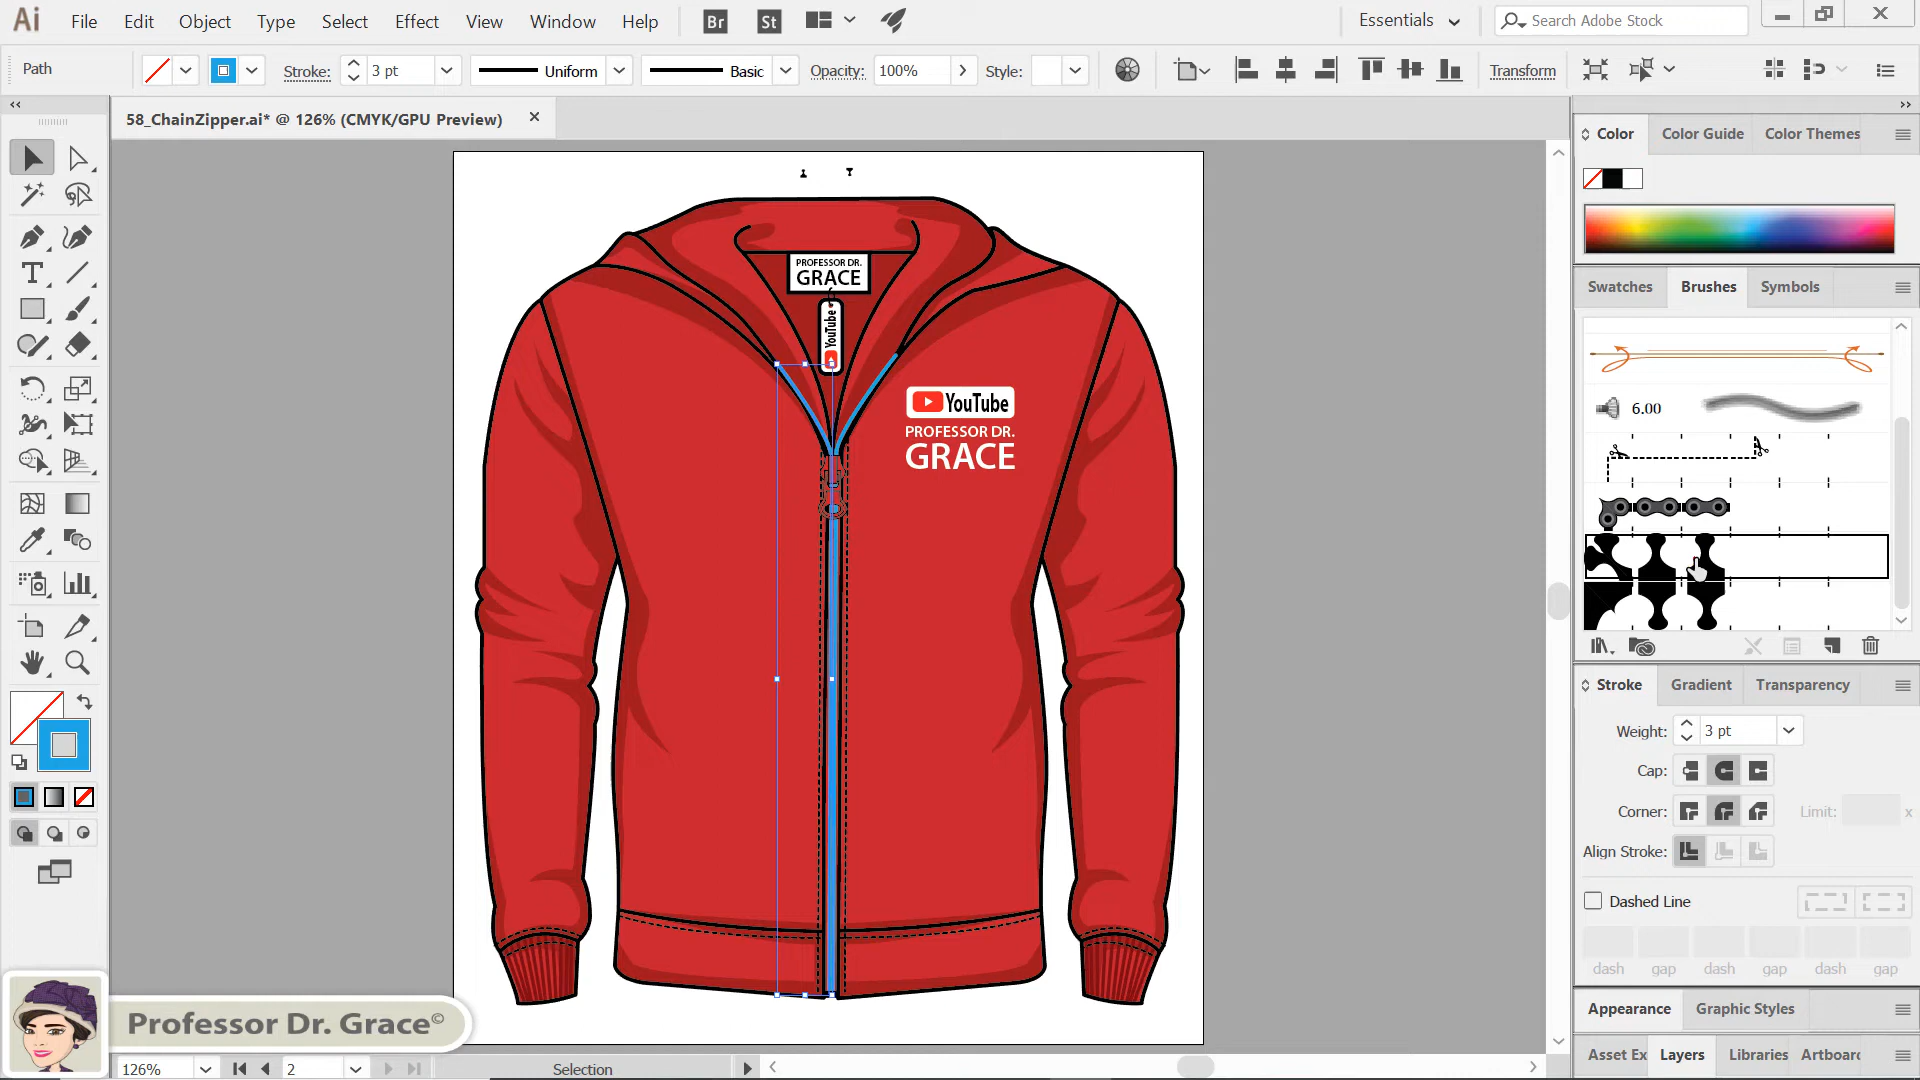 Ai File Edit Object Type Select Effect View Window Help Br St Essentials Search Adobe Stock
Path Stroke: 3 pt Uniform Basic Opacity: 100% Style: Transform
58_ChainZipper.ai* @ 126% (CMYK/GPU Preview)
Color Color Guide Color Themes
Swatches Brushes Symbols
6.00
PROFESSOR DR.
GRACE
YouTube
YouTube
PROFESSOR DR.
GRACE
Stroke Gradient Transparency
Weight: 3 pt
Cap:
Corner: Limit: x
Align Stroke:
Dashed Line
dash gap dash gap dash gap
Appearance Graphic Styles
Asset Ex Layers Libraries Artboard
Professor Dr. Grace©
126% 2 Selection